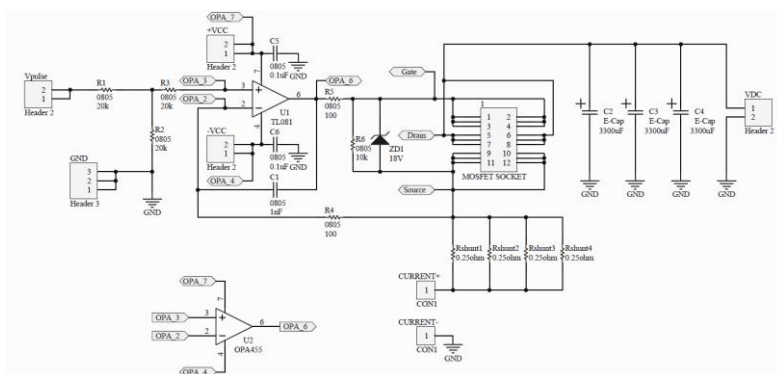 OPA_7
+VCC
2
1
Header 2
7
C5
0805
0.1uF
GND
Vpulse
2
1
Header 2
R1
0805
20k
R3
0805
20k
OPA_3
OPA_2
3
2
6
U1
TL081
4
OPA_6
R5
0805
100
Gate
R2
0805
20k
GND
3
2
1
Header 3
GND
-VCC
2
1
Header 2
OPA_4
C6
0805
0.1uF
GND
C1
0805
1nF
R6
0805
10k
ZD1
18V
Drain
Source
1
1 2
3 4
5 6
7 8
9 10
11 12
MOSFET SOCKET
C2
E-Cap
3300uF
GND
C3
E-Cap
3300uF
GND
C4
E-Cap
3300uF
GND
VDC
1
2
Header 2
GND
R4
0805
100
Rshunt1
0.25ohm
Rshunt2
0.25ohm
Rshunt3
0.25ohm
Rshunt4
0.25ohm
CURRENT+
1
CON1
CURRENT-
1
CON1
GND
OPA_7
7
OPA_3
3
OPA_2
2
6
OPA_6
U2
OPA455
4
OPA_4